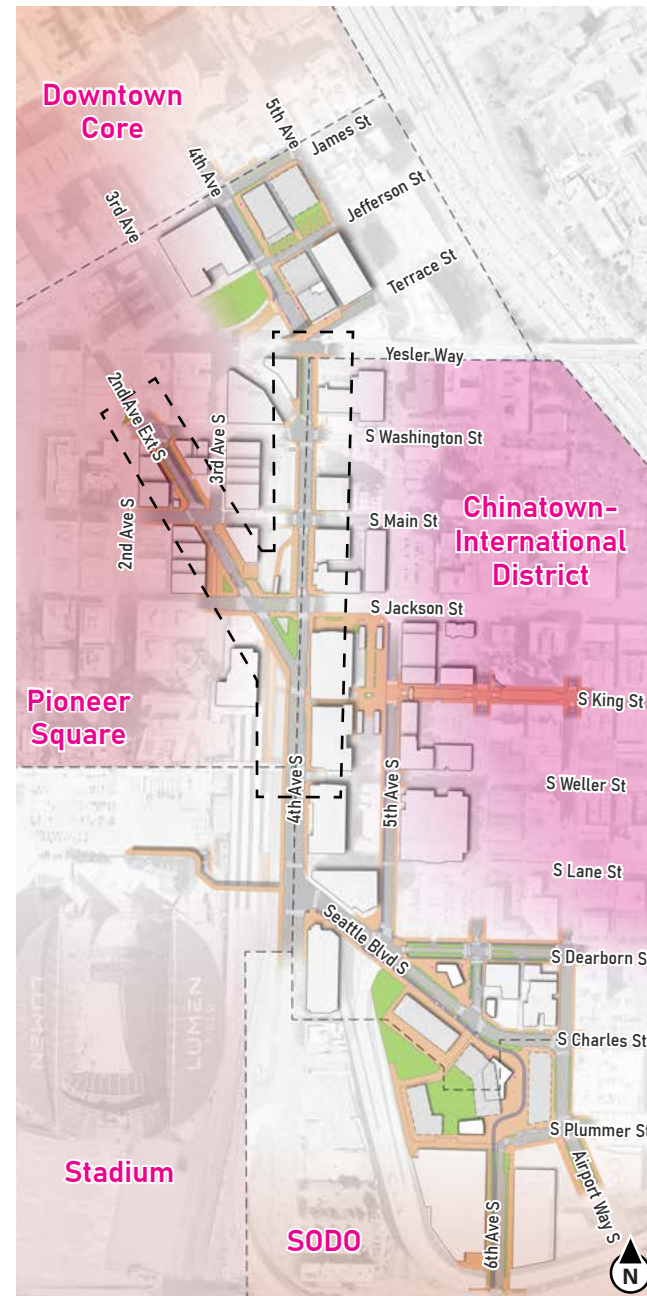 Downtown
Core
5th Ave
James St
4th Ave
3rd Ave
Jefferson St
Terrace St
Yesler Way
2nd Ave Ext S
3rd Ave S
S Washington St
2nd Ave S
S Main St
Chinatown-
International
District
S Jackson St
Pioneer
Square
S King St
S Weller St
4th Ave S
5th Ave S
S Lane St
Seattle Blvd S
S Dearborn S
LUMEN
LUMEN
S Charles St
S Plummer St
Stadium
Airport Way S
SODO
6th Ave S
N